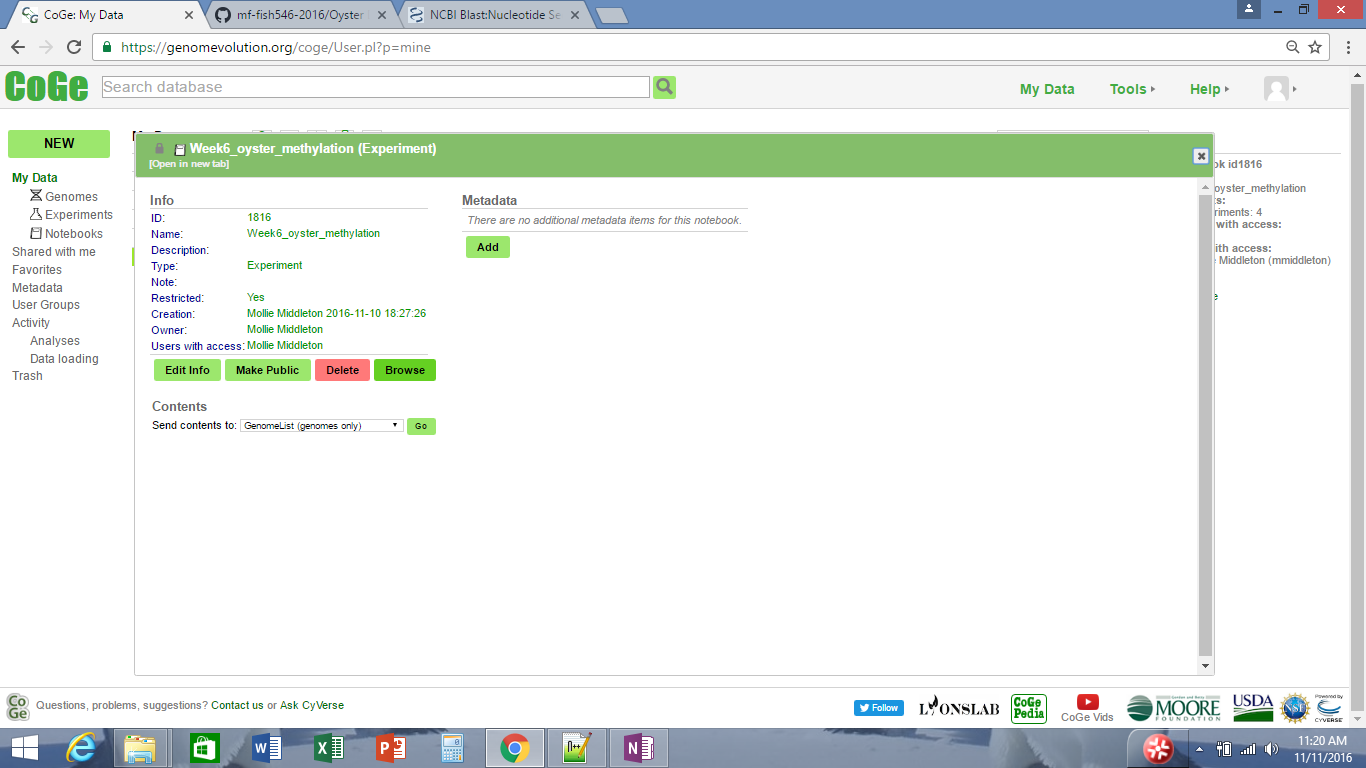 CoGe: My Data
mf-fish546-2016/Oyster
NCBI Blast:Nucleotide Se
https://genomevolution.org/coge/User.pl?p=mine
CoGe
Search database
My Data
Tools
Help
NEW
My Data
Genomes
Experiments
Notebooks
Shared with me
Favorites
Metadata
User Groups
Activity
Analyses
Data loading
Trash
Week6_oyster_methylation (Experiment)
[Open in new tab]
Info
ID: 1816
Name: Week6_oyster_methylation
Description:
Type: Experiment
Note:
Restricted: Yes
Creation: Mollie Middleton 2016-11-10 18:27:26
Owner: Mollie Middleton
Users with access: Mollie Middleton
Edit Info Make Public Delete Browse
Contents
Send contents to: GenomeList (genomes only) Go
Metadata
There are no additional metadata items for this notebook.
Add
ok id1816
oyster_methylation
ts:
riments: 4
with access:
ith access:
Middleton (mmiddleton)
Questions, problems, suggestions? Contact us or Ask CyVerse
Follow
LYONSLAB
CoGe Pedia
CoGe Vids
MOORE
FOUNDATION
USDA
NSF
Powered by
CYVERSE
11:20 AM
11/11/2016